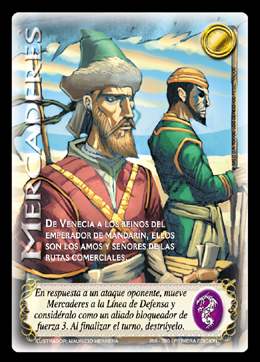 MERCADERES
DE VENECIA A LOS REINOS DEL
EMPERADOR DE MANDARIN, ELLOS
SON LOS AMOS Y SEÑORES DE LAS
RUTAS COMERCIALES.
En respuesta a un ataque oponente, mueve
Mercaderes a la Línea de Defensa y
considéralo como un aliado bloqueador de
fuerza 3. Al finalizar el turno, destrúyelo.
ILUSTRADOR: MAURICIO HERRERA
PRIMERA EDICION